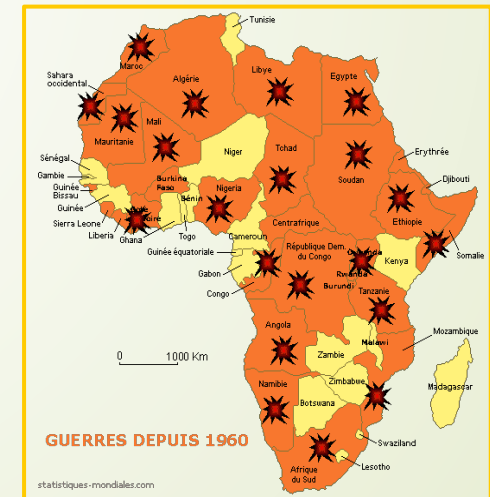 Tunisie
Maroc
Algérie
Libye
Egypte
Sahara
occidental
Mauritanie
Mali
Niger
Tchad
Soudan
Erythrée
Djibouti
Sénégal
Gambie
Guinée
Bissau
Guinée
Sierra Leone
Liberia
Ghana
Burkina
Faso
Bénin
Togo
Nigeria
Cameroun
Centrafrique
Ethiopie
Somalie
Guinée équatoriale
Gabon
Congo
République Dem.
du Congo
Rwanda
Burundi
Kenya
Tanzanie
Angola
Zambie
Malawi
Mozambique
Zimbabwe
Madagascar
Namibie
Botswana
Swaziland
Lesotho
Afrique
du Sud
0 1000 Km
GUERRES DEPUIS 1960
statistiques-mondiales.com